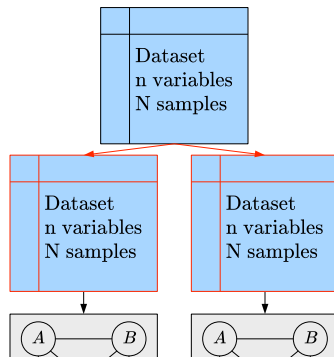 Dataset
n variables
N samples
Dataset
n variables
N samples
Dataset
n variables
N samples
A B
A B